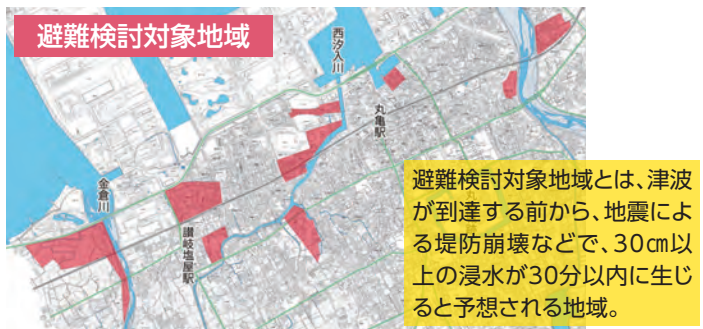 避難検討対象地域
西汐入川
丸亀駅
金倉川
讃岐塩屋駅
避難検討対象地域とは、津波
が到達する前から、地震によ
る堤防崩壊などで、30㎝以
上の浸水が30分以内に生じ
ると予想される地域。